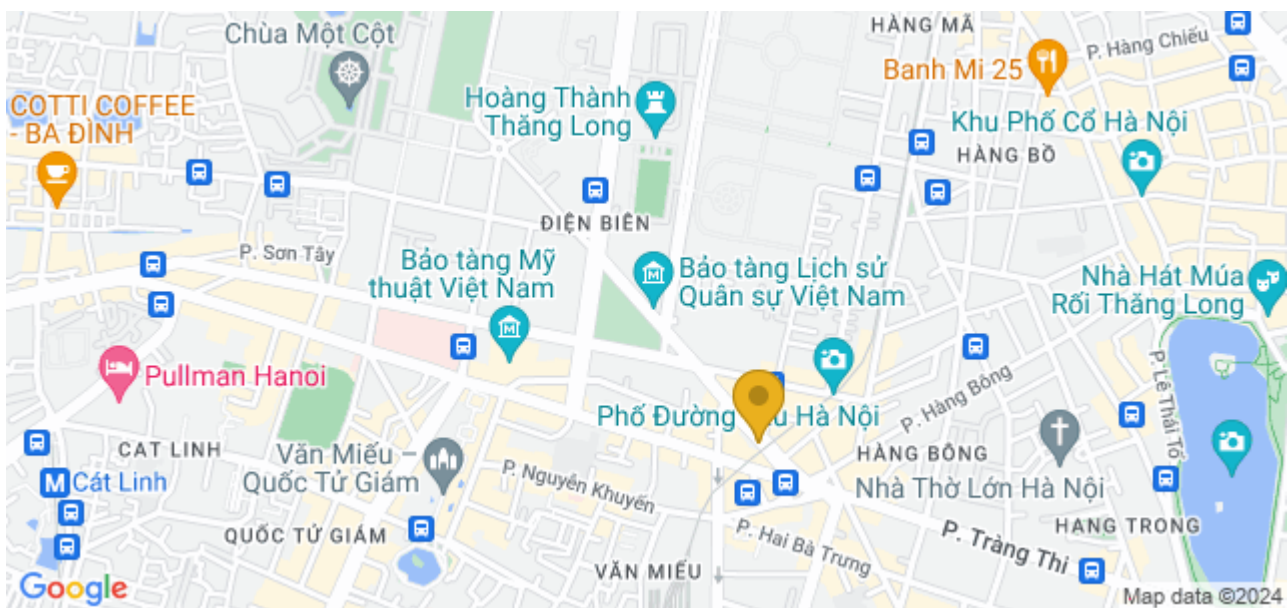 HÀNG MÃ
P. Hàng Chiếu
Chùa Một Cột
Banh Mi 25
COTTI COFFEE
- BA ĐÌNH
Hoàng Thành
Thăng Long
Khu Phố Cổ Hà Nội
HÀNG BỒ
ĐIỆN BIÊN
P. Sơn Tây
Bảo tàng Mỹ
thuật Việt Nam
Bảo tàng Lịch sử
Quân sự Việt Nam
Nhà Hát Múa
Rối Thăng Long
Pullman Hanoi
P. Lê Thái Tổ
P. Hàng Bông
Phố Đường
Hà Nội
CAT LINH
Văn Miếu –
Quốc Tử Giám
HÀNG BÔNG
P. Nguyên Khuyến
M Cát Linh
Nhà Thờ Lớn Hà Nội
QUỐC TỬ GIÁM
P. Hai Bà Trưng
P. Tràng Thi
HANG TRONG
VĂN MIẾU
Google
Map data ©2024